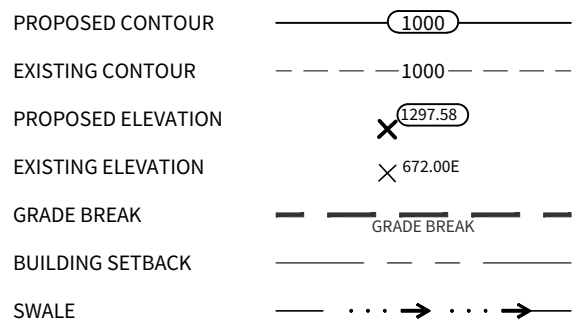 PROPOSED CONTOUR 1000
EXISTING CONTOUR 1000
PROPOSED ELEVATION 1297.58
EXISTING ELEVATION 672.00E
GRADE BREAK GRADE BREAK
BUILDING SETBACK
SWALE